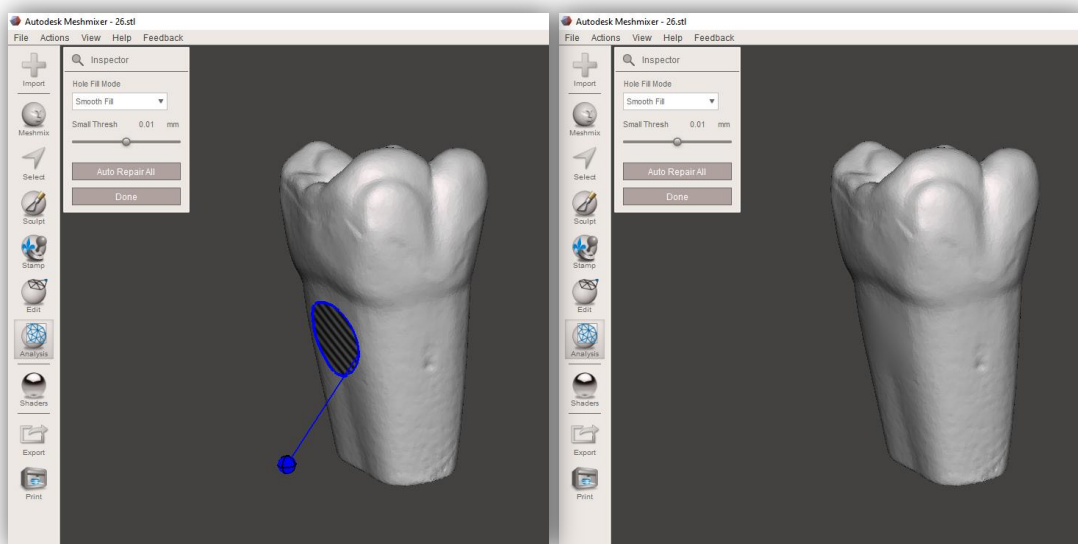 Autodesk Meshmixer - 26.stl
File Actions View Help Feedback
Import
Meshmix
Select
Sculpt
Stamp
Edit
Analysis
Shaders
Export
Print
Inspector
Hole Fill Mode
Smooth Fill
Small Thresh 0.01 mm
Auto Repair All
Done
Autodesk Meshmixer - 26.stl
File Actions View Help Feedback
Import
Meshmix
Select
Sculpt
Stamp
Edit
Analysis
Shaders
Export
Print
Inspector
Hole Fill Mode
Smooth Fill
Small Thresh 0.01 mm
Auto Repair All
Done